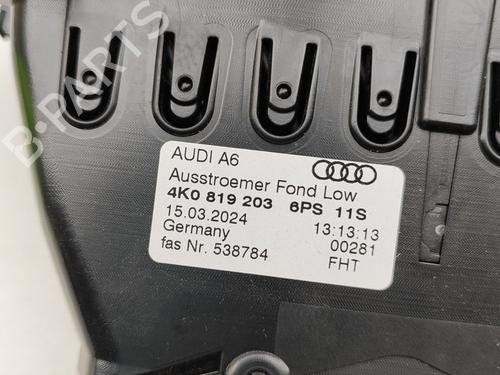 B-PARTS
AUDI A6
Ausstroemer Fond Low
4K0 819 203 6PS 11S
15.03.2024 13:13:13
Germany 00281
fas Nr. 538784 FHT